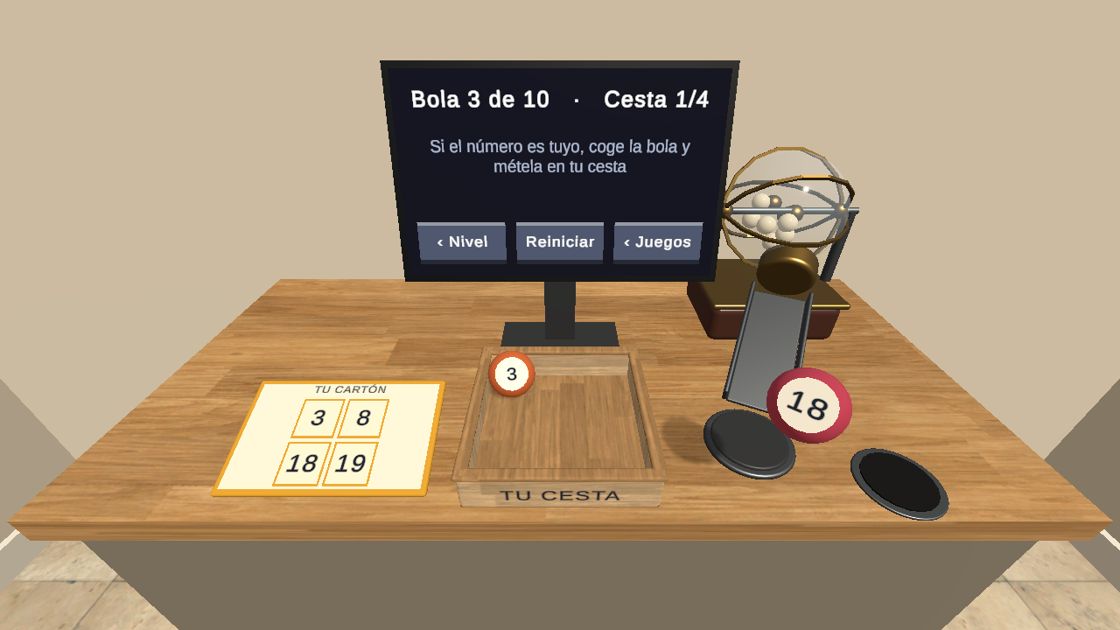 Bola 3 de 10 · Cesta 1/4
Si el número es tuyo, coge la bola y
métela en tu cesta
‹ Nivel
Reiniciar
‹ Juegos
TU CARTÓN
3 8
18 19
3
TU CESTA
18